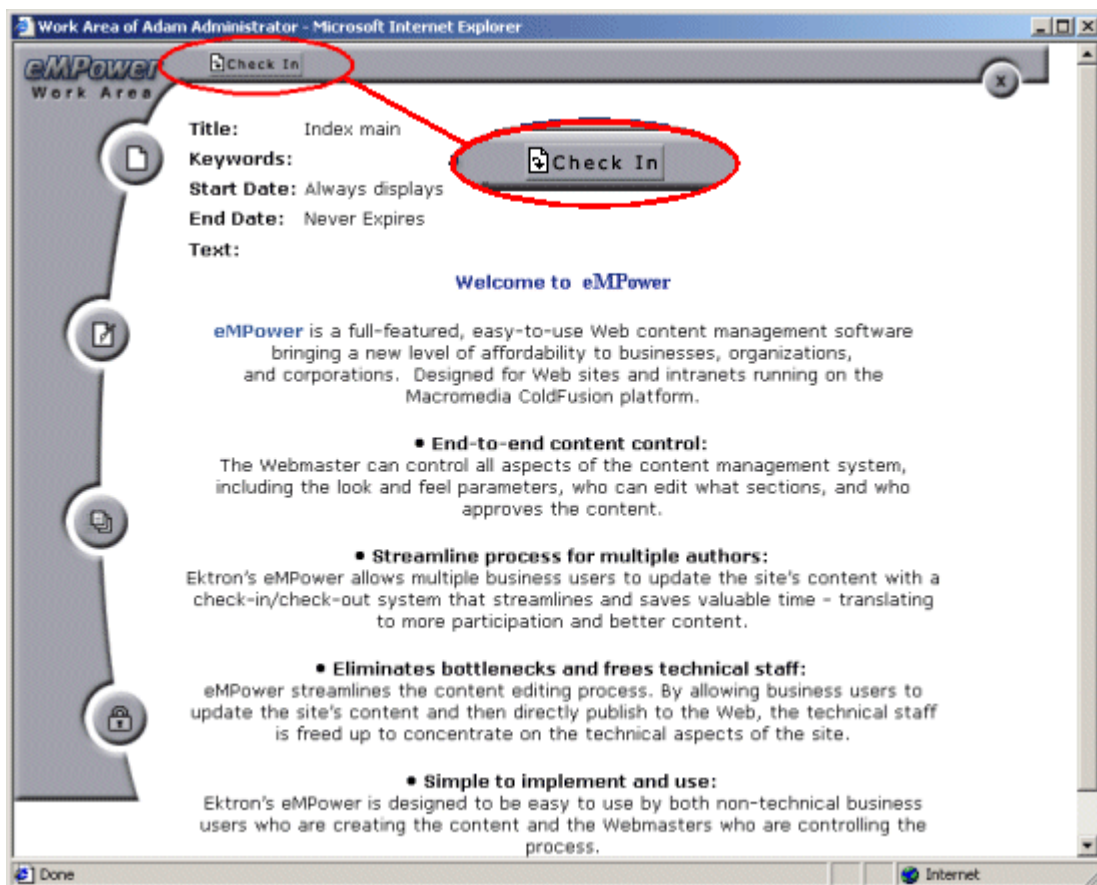 Work Area of Adam Administrator - Microsoft Internet Explorer
eMPower
Work Area
Check In
x
Title: Index main
Keywords:
Check In
Start Date: Always displays
End Date: Never Expires
Text:
Welcome to eMPower
eMPower is a full-featured, easy-to-use Web content management software
bringing a new level of affordability to businesses, organizations,
and corporations. Designed for Web sites and intranets running on the
Macromedia ColdFusion platform.
• End-to-end content control:
The Webmaster can control all aspects of the content management system,
including the look and feel parameters, who can edit what sections, and who
approves the content.
• Streamline process for multiple authors:
Ektron's eMPower allows multiple business users to update the site's content with a
check-in/check-out system that streamlines and saves valuable time - translating
to more participation and better content.
• Eliminates bottlenecks and frees technical staff:
eMPower streamlines the content editing process. By allowing business users to
update the site's content and then directly publish to the Web, the technical staff
is freed up to concentrate on the technical aspects of the site.
• Simple to implement and use:
Ektron's eMPower is designed to be easy to use by both non-technical business
users who are creating the content and the Webmasters who are controlling the
process.
Done
Internet